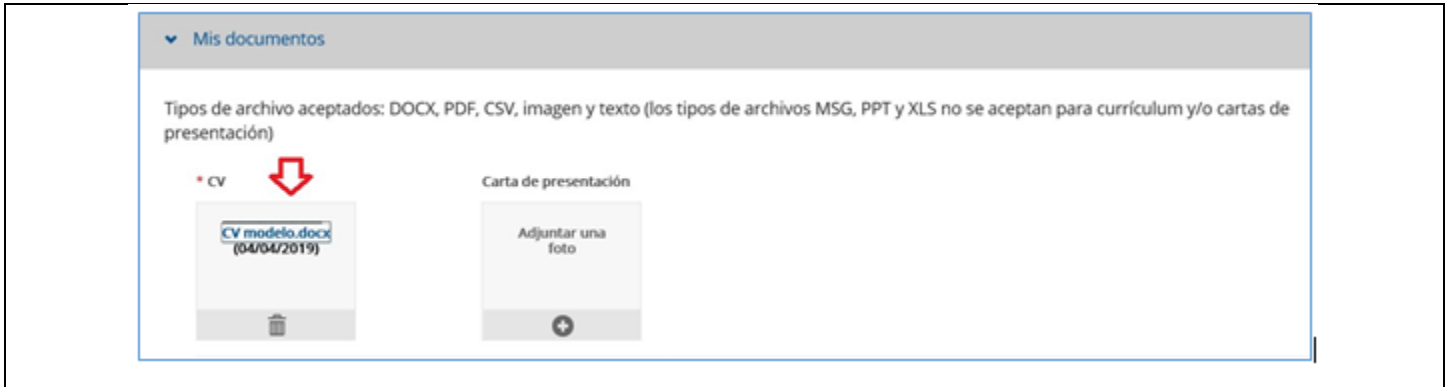 Mis documentos
Tipos de archivo aceptados: DOCX, PDF, CSV, imagen y texto (los tipos de archivos MSG, PPT y XLS no se aceptan para currículum y/o cartas de
presentación)
* CV
Carta de presentación
CV modelo.docx
(04/04/2019)
Adjuntar una
foto